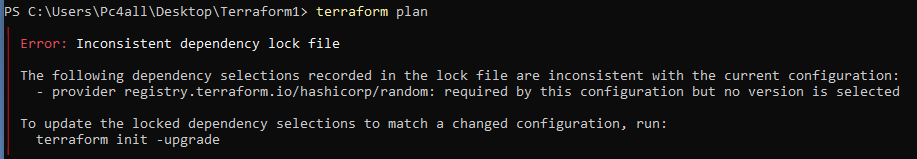 PS C:\Users\Pc4all\Desktop\Terraform1> terraform plan
Error: Inconsistent dependency lock file
The following dependency selections recorded in the lock file are inconsistent with the current configuration:
- provider registry.terraform.io/hashicorp/random: required by this configuration but no version is selected
To update the locked dependency selections to match a changed configuration, run:
terraform init -upgrade